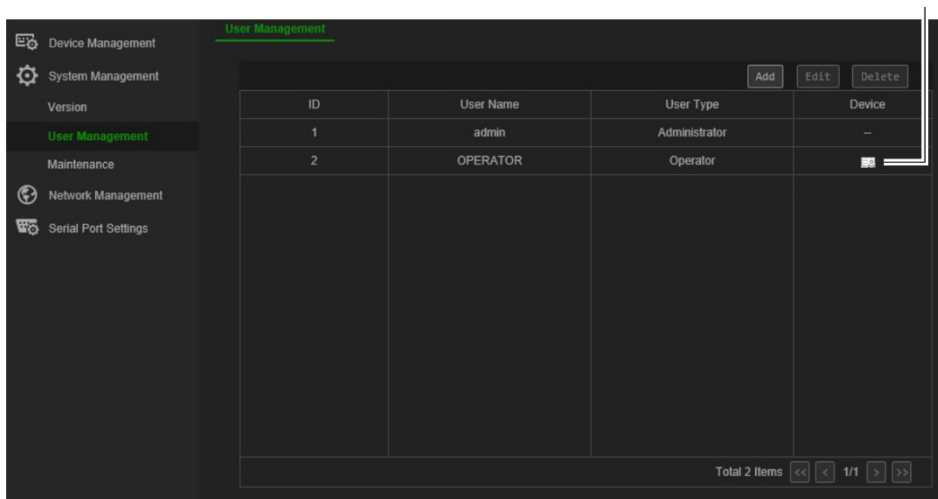 Device Management
System Management
Version
User Management
Maintenance
Network Management
Serial Port Settings
User Management
Add Edit Delete
ID User Name User Type Device
1 admin Administrator --
2 OPERATOR Operator
Total 2 Items << < 1/1 > >>